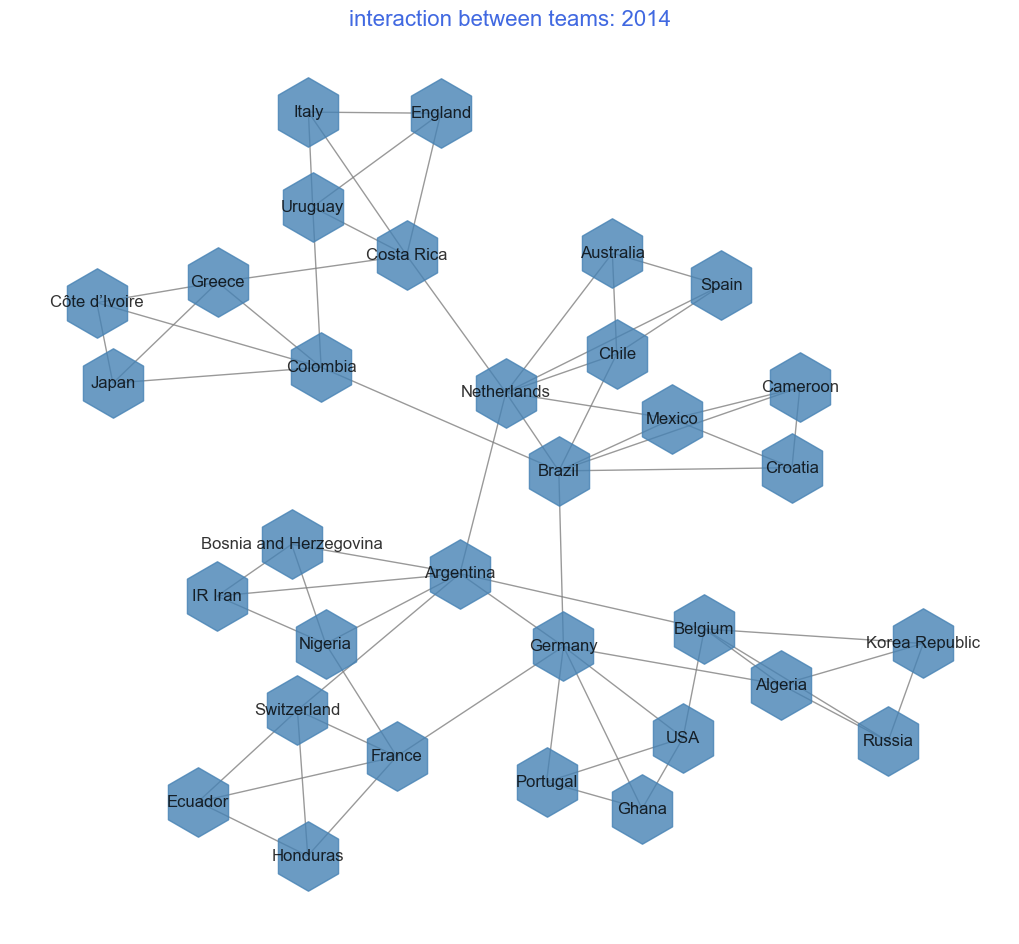 interaction between teams: 2014
Italy
England
Uruguay
Costa Rica
Australia
Greece
Spain
Côte d’Ivoire
Chile
Colombia
Japan
Netherlands
Cameroon
Mexico
Croatia
Brazil
Bosnia and Herzegovina
Argentina
IR Iran
Belgium
Nigeria
Germany
Korea Republic
Algeria
Switzerland
USA
Russia
France
Portugal
Ecuador
Ghana
Honduras